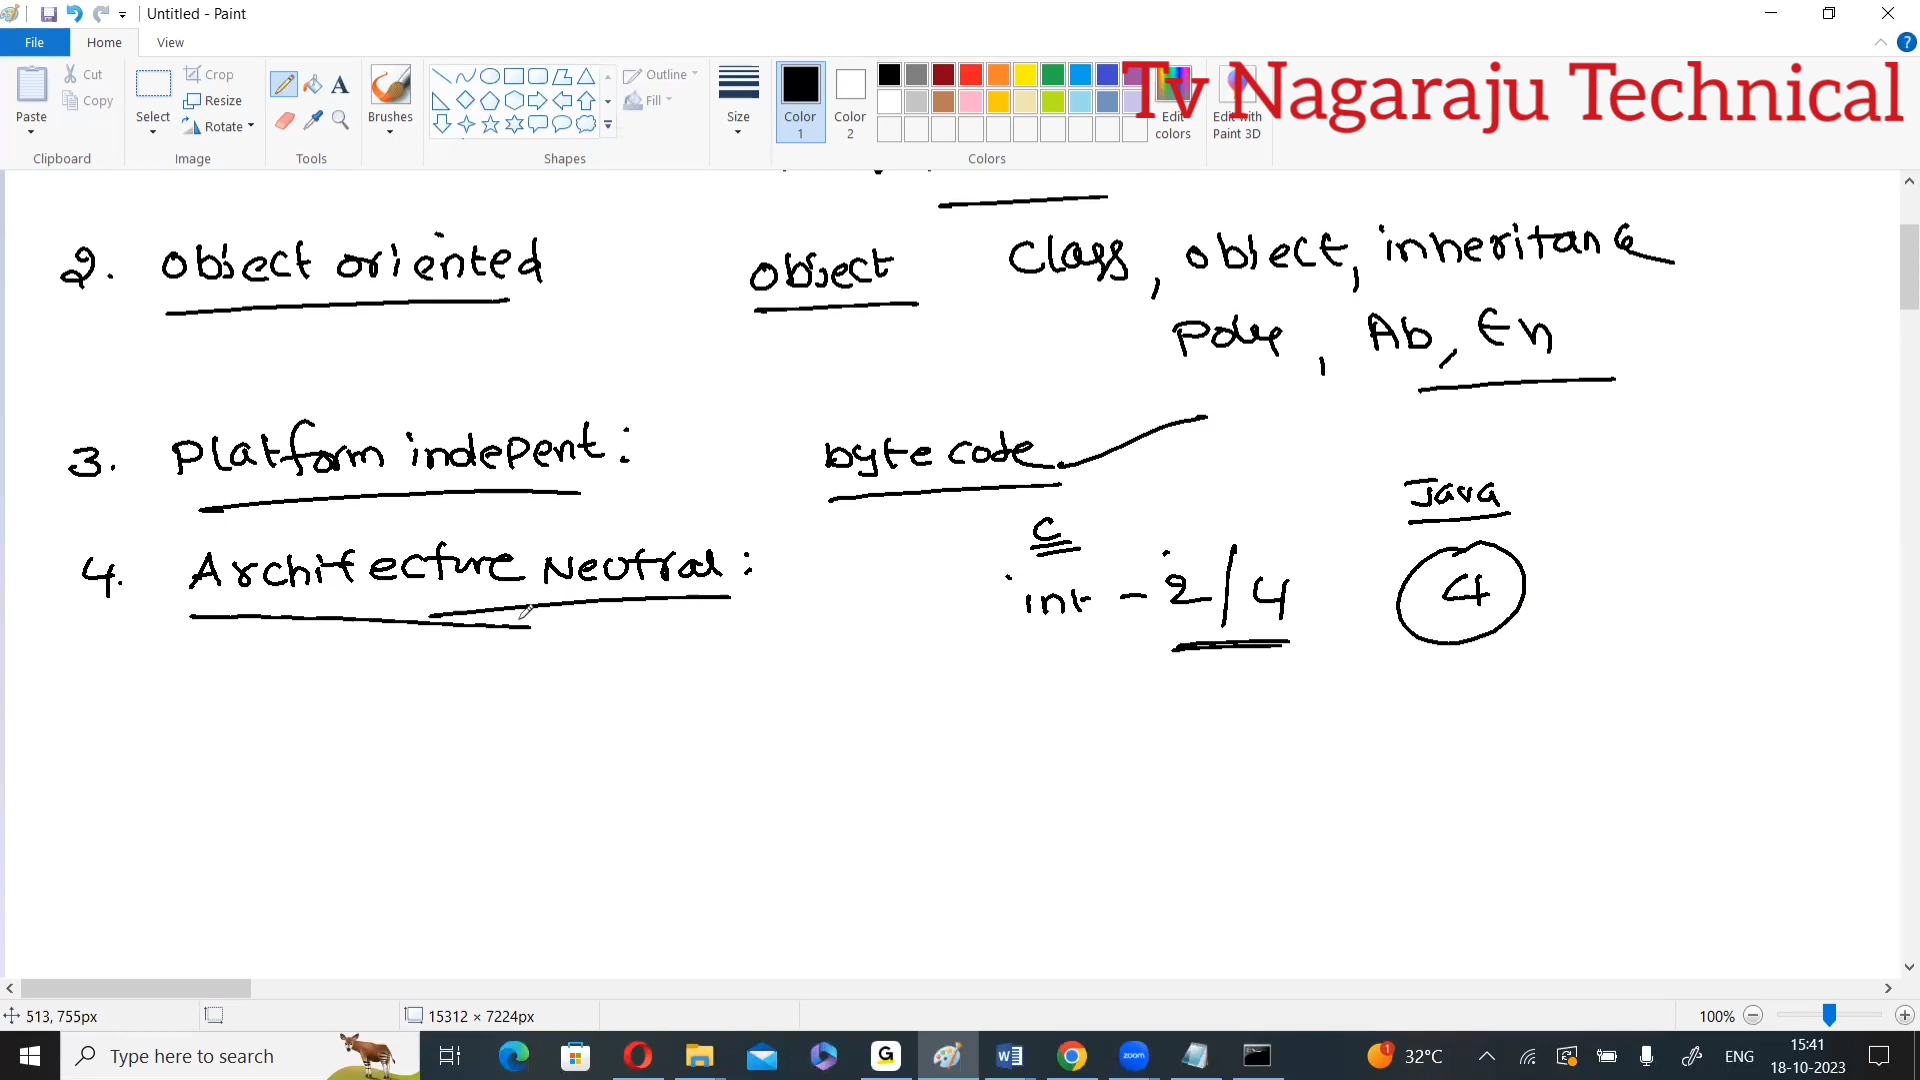 Untitled - Paint
File Home View
Paste Cut Copy Clipboard
Select Crop Resize Rotate Image
Tools
Brushes
Shapes
Outline Fill
Size
Color 1 Color 2
Edit colors Edit with Paint 3D
Colors
Tv Nagaraju Technical
2. object oriented object class, object, inheritance
poly, Ab, En
3. Platform indepent: byte code
Java
C
4. Architecture Neutral: int - 2/4 4
513, 755px 15312 × 7224px 100%
Type here to search
zoom
32°C ENG 15:41
18-10-2023